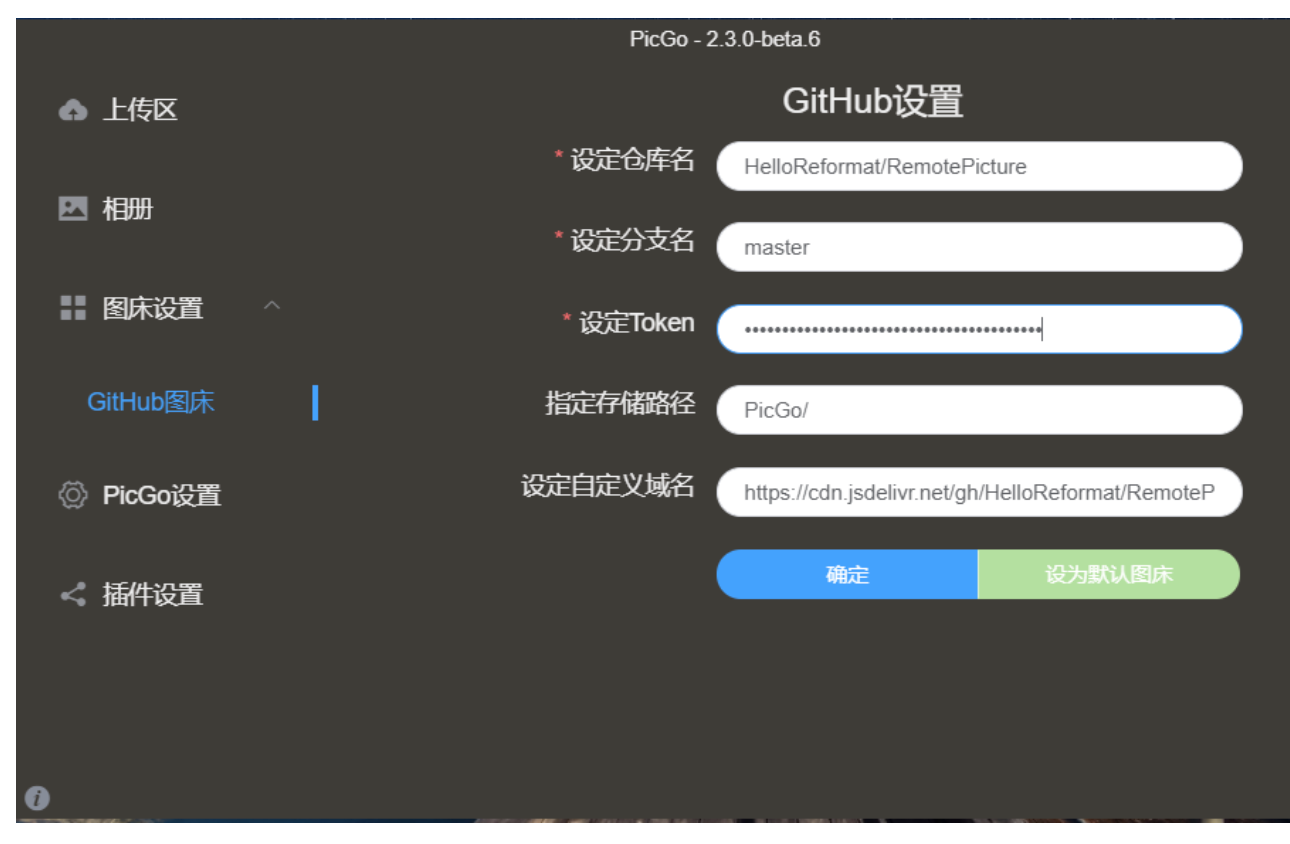 PicGo - 2.3.0-beta.6
上传区
相册
图床设置
GitHub图床
PicGo设置
插件设置
GitHub设置
* 设定仓库名 HelloReformat/RemotePicture
* 设定分支名 master
* 设定Token ••••••••••••••••••••••••••••••••••••••••
指定存储路径 PicGo/
设定自定义域名 https://cdn.jsdelivr.net/gh/HelloReformat/RemoteP
确定 设为默认图床